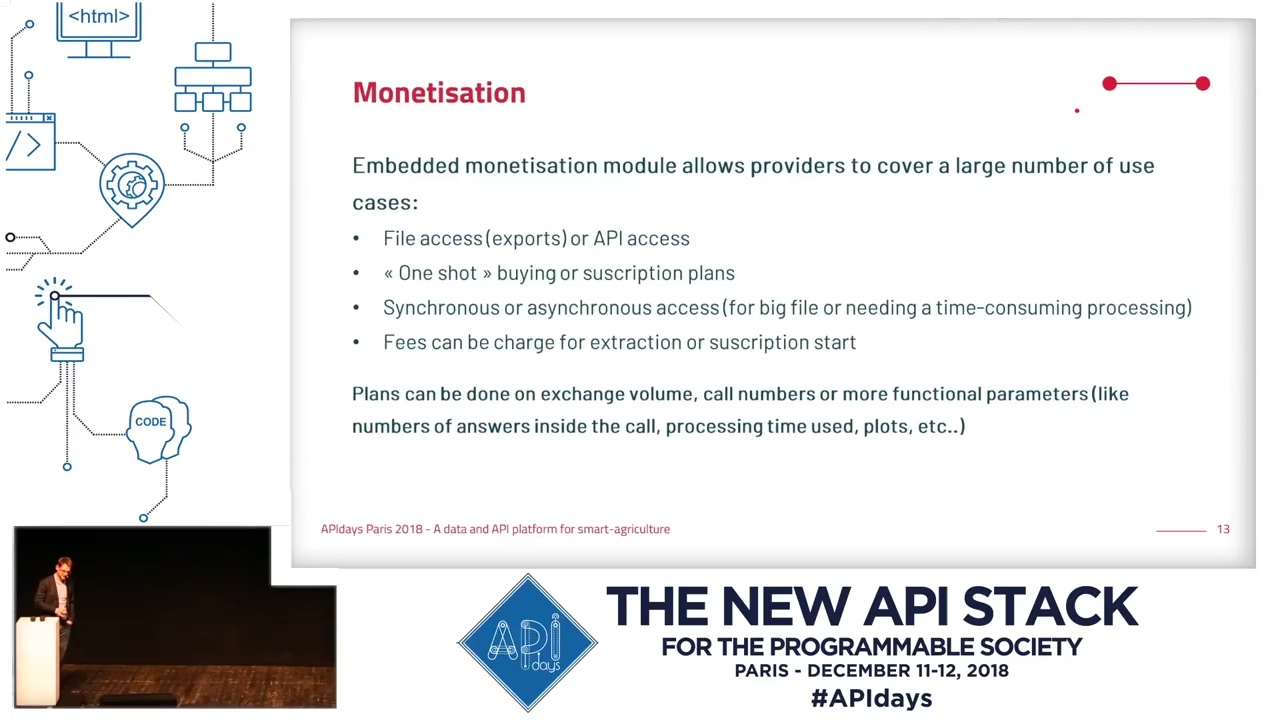 <html>
</>
CODE
Monetisation
Embedded monetisation module allows providers to cover a large number of use
cases:
• File access (exports) or API access
• « One shot » buying or suscription plans
• Synchronous or asynchronous access (for big file or needing a time-consuming processing)
• Fees can be charge for extraction or suscription start
Plans can be done on exchange volume, call numbers or more functional parameters (like
numbers of answers inside the call, processing time used, plots, etc..)
APIdays Paris 2018 - A data and API platform for smart-agriculture
13
API
days
THE NEW API STACK
FOR THE PROGRAMMABLE SOCIETY
PARIS - DECEMBER 11-12, 2018
#APIdays